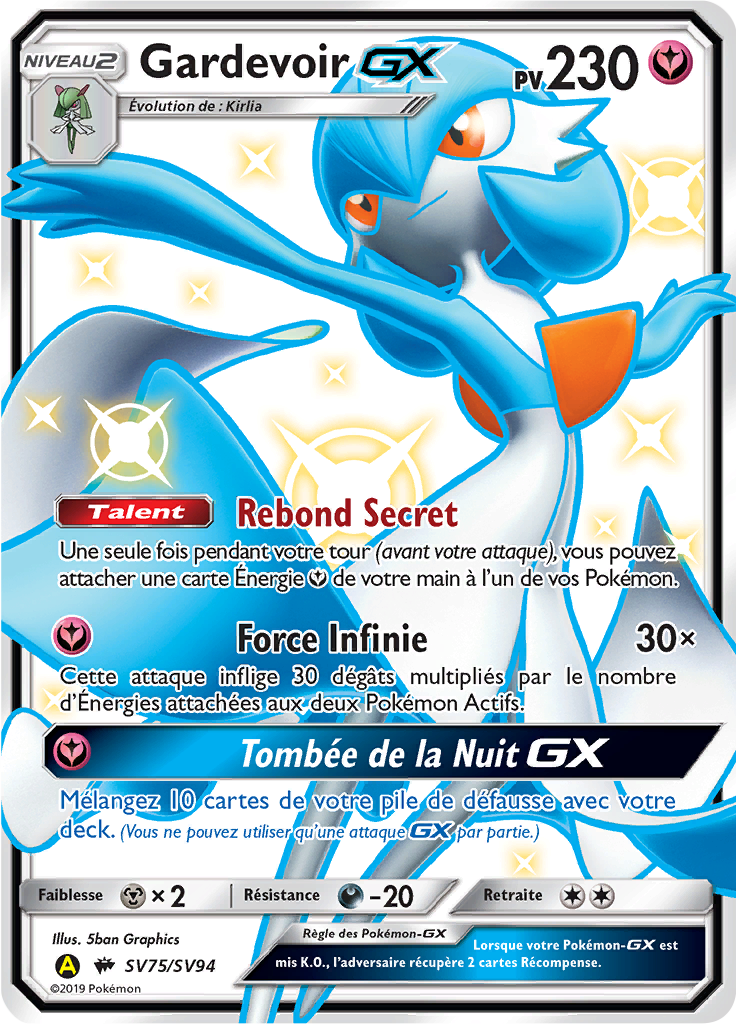 NIVEAU2
Gardevoir GX
PV230
Évolution de : Kirlia
Talent Rebond Secret
Une seule fois pendant votre tour (avant votre attaque), vous pouvez
attacher une carte Énergie de votre main à l'un de vos Pokémon.
Force Infinie 30×
Cette attaque inflige 30 dégâts multipliés par le nombre
d'Énergies attachées aux deux Pokémon Actifs.
Tombée de la Nuit GX
Mélangez 10 cartes de votre pile de défausse avec votre
deck. (Vous ne pouvez utiliser qu'une attaque GX par partie.)
Faiblesse ×2 Résistance -20 Retraite
Illus. 5ban Graphics
Règle des Pokémon-GX
Lorsque votre Pokémon-GX est
mis K.O., l'adversaire récupère 2 cartes Récompense.
A SV75/SV94
©2019 Pokémon